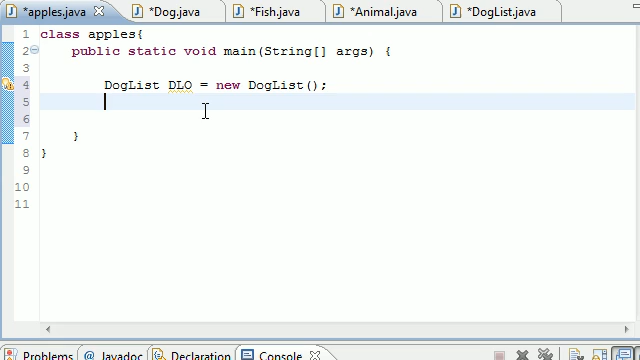 *apples.java *Dog.java *Fish.java *Animal.java *DogList.java
1 class apples{
2 public static void main(String[] args) {
3
4 DogList DLO = new DogList();
5
6
7 }
8 }
9
10
11
Problems @ Javadoc Declaration Console